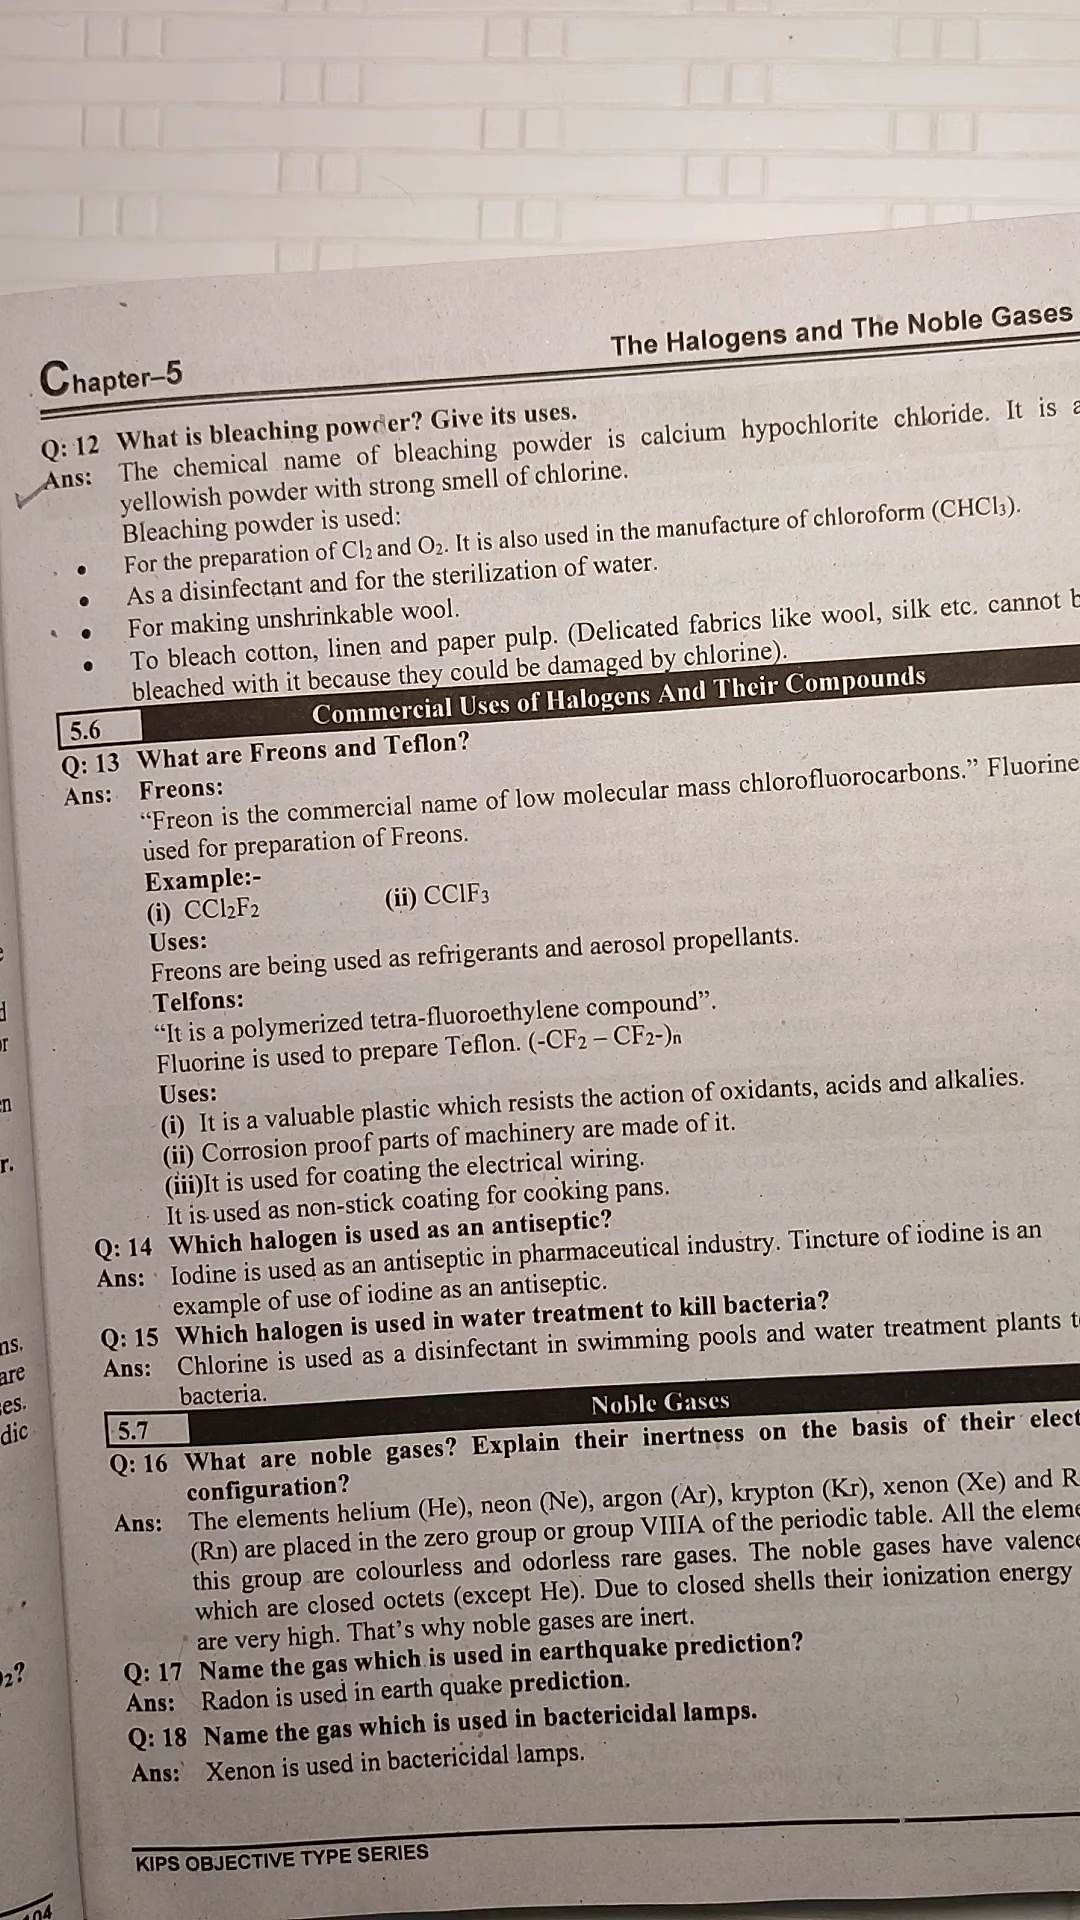 Chapter–5
The Halogens and The Noble Gases
Q: 12 What is bleaching powder? Give its uses.
Ans: The chemical name of bleaching powder is calcium hypochlorite chloride. It is
yellowish powder with strong smell of chlorine.
Bleaching powder is used:
• For the preparation of Cl₂ and O₂. It is also used in the manufacture of chloroform (CHCl₃).
• As a disinfectant and for the sterilization of water.
• For making unshrinkable wool.
• To bleach cotton, linen and paper pulp. (Delicated fabrics like wool, silk etc. cannot
bleached with it because they could be damaged by chlorine).
5.6 Commercial Uses of Halogens And Their Compounds
Q: 13 What are Freons and Teflon?
Ans: Freons:
“Freon is the commercial name of low molecular mass chlorofluorocarbons.” Fluorine
used for preparation of Freons.
Example:-
(i) CCl₂F₂ (ii) CClF₃
Uses:
Freons are being used as refrigerants and aerosol propellants.
Telfons:
“It is a polymerized tetra-fluoroethylene compound”.
Fluorine is used to prepare Teflon. (-CF₂ – CF₂-)n
Uses:
(i) It is a valuable plastic which resists the action of oxidants, acids and alkalies.
(ii) Corrosion proof parts of machinery are made of it.
(iii)It is used for coating the electrical wiring.
It is used as non-stick coating for cooking pans.
Q: 14 Which halogen is used as an antiseptic?
Ans: Iodine is used as an antiseptic in pharmaceutical industry. Tincture of iodine is an
example of use of iodine as an antiseptic.
Q: 15 Which halogen is used in water treatment to kill bacteria?
Ans: Chlorine is used as a disinfectant in swimming pools and water treatment plants
bacteria.
5.7 Noble Gases
Q: 16 What are noble gases? Explain their inertness on the basis of their elect
configuration?
Ans: The elements helium (He), neon (Ne), argon (Ar), krypton (Kr), xenon (Xe) and R
(Rn) are placed in the zero group or group VIIIA of the periodic table. All the eleme
this group are colourless and odorless rare gases. The noble gases have valence
which are closed octets (except He). Due to closed shells their ionization energy
are very high. That’s why noble gases are inert.
Q: 17 Name the gas which is used in earthquake prediction?
Ans: Radon is used in earth quake prediction.
Q: 18 Name the gas which is used in bactericidal lamps.
Ans: Xenon is used in bactericidal lamps.
KIPS OBJECTIVE TYPE SERIES